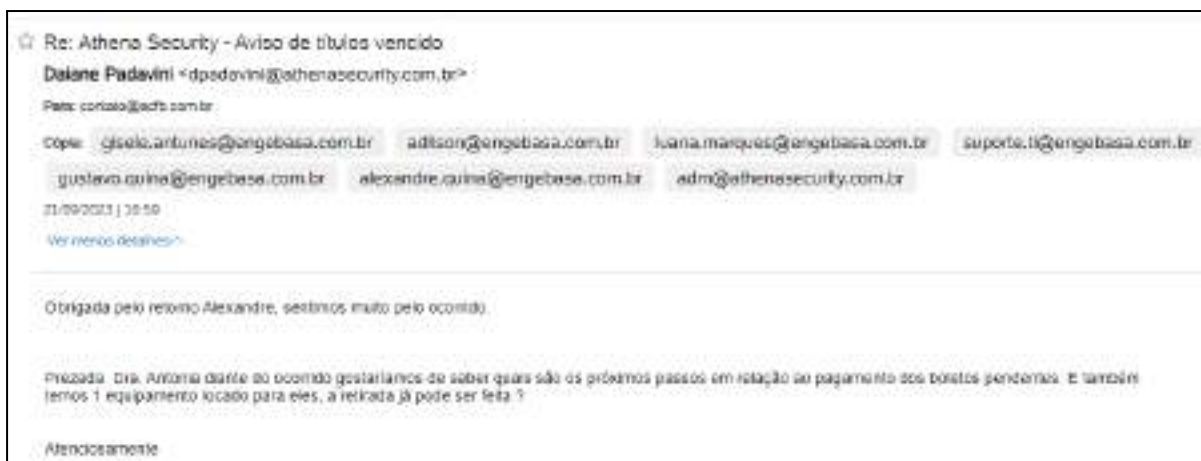 Re: Athena Security - Aviso de títulos vencido
Daiane Padavini <dpadavini@athenasecurity.com.br>
Para:
Cópia: gisele.antunes@engebasa.com.br adilson@engebasa.com.br luana.marques@engebasa.com.br suporte.ti@engebasa.com.br
gustavo.quina@engebasa.com.br alexandre.quina@engebasa.com.br adm@athenasecurity.com.br
21/09/2023 | 16:59
Ver menos detalhes
Obrigada pelo retorno Alexandre, sentimos muito pelo ocorrido.
Prezada Dra. Antonia diante do ocorrido gostaríamos de saber quais são os próximos passos em relação ao pagamento dos boletos pendentes. E também
temos 1 equipamento locado para eles, a retirada já pode ser feita ?
Atenciosamente